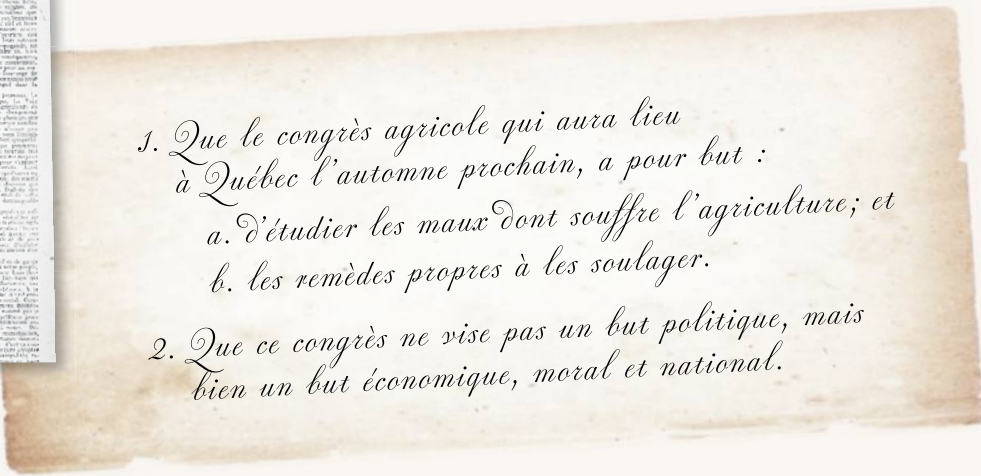 1. Que le congrès agricole qui aura lieu
à Québec l'automne prochain, a pour but :
a. d'étudier les maux dont souffre l'agriculture; et
b. les remèdes propres à les soulager.
2. Que ce congrès ne vise pas un but politique, mais
bien un but économique, moral et national.